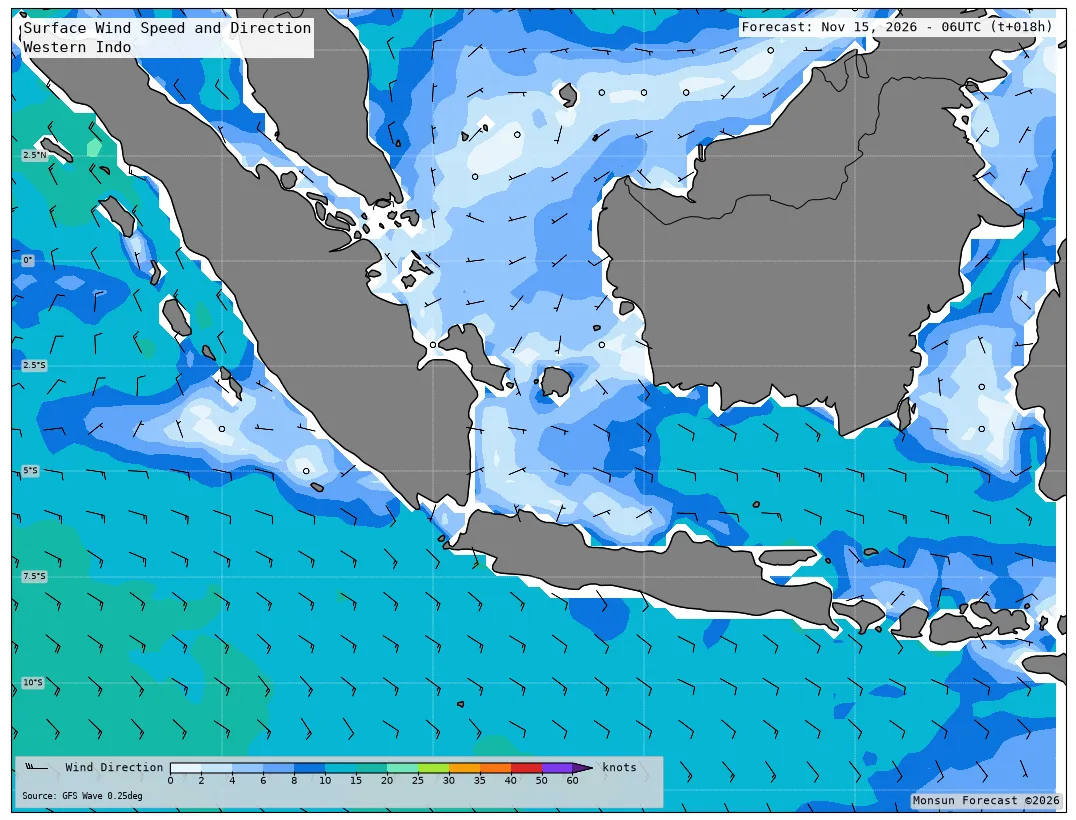 Surface Wind Speed and Direction
Western Indo
Forecast: Nov 15, 2026 - 06UTC (t+018h)
2.5°N
0°
2.5°S
5°S
7.5°S
10°S
Wind Direction
knots
0 2 4 6 8 10 15 20 25 30 35 40 50 60
Source: GFS Wave 0.25deg
Monsun Forecast ©2026